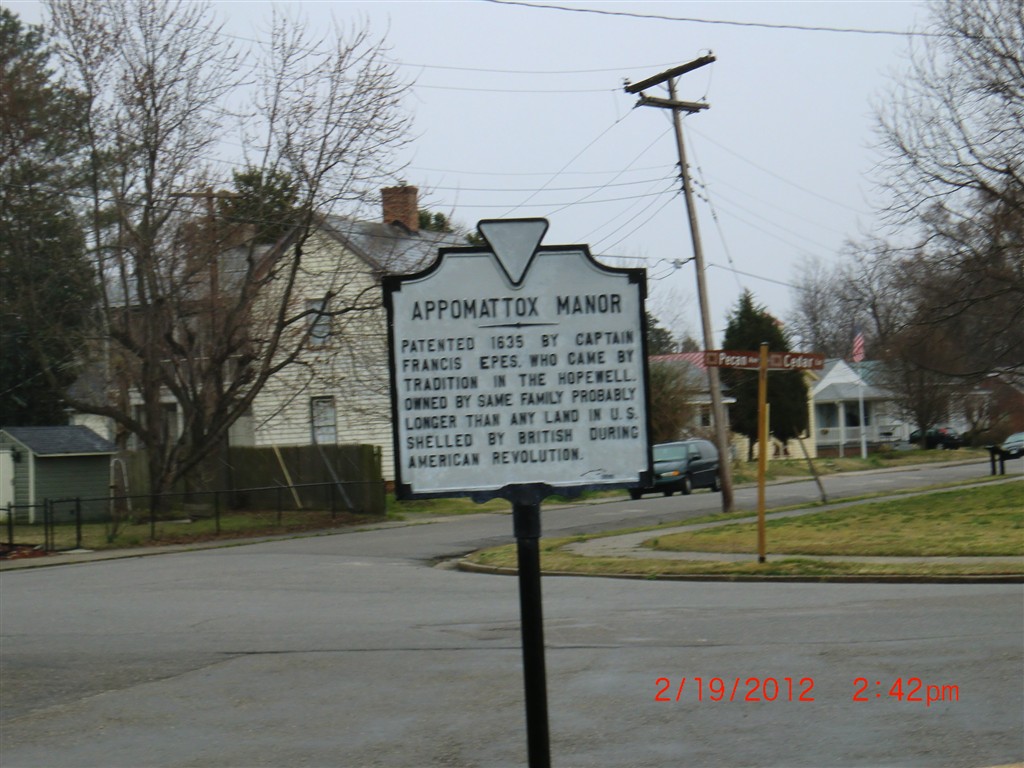 APPOMATTOX MANOR
PATENTED 1635 BY CAPTAIN
FRANCIS EPES, WHO CAME BY
TRADITION IN THE HOPEWELL.
OWNED BY SAME FAMILY PROBABLY
LONGER THAN ANY LAND IN U.S.
SHELLED BY BRITISH DURING
AMERICAN REVOLUTION.
Pecan Ave
Cedar
2/19/2012 2:42pm